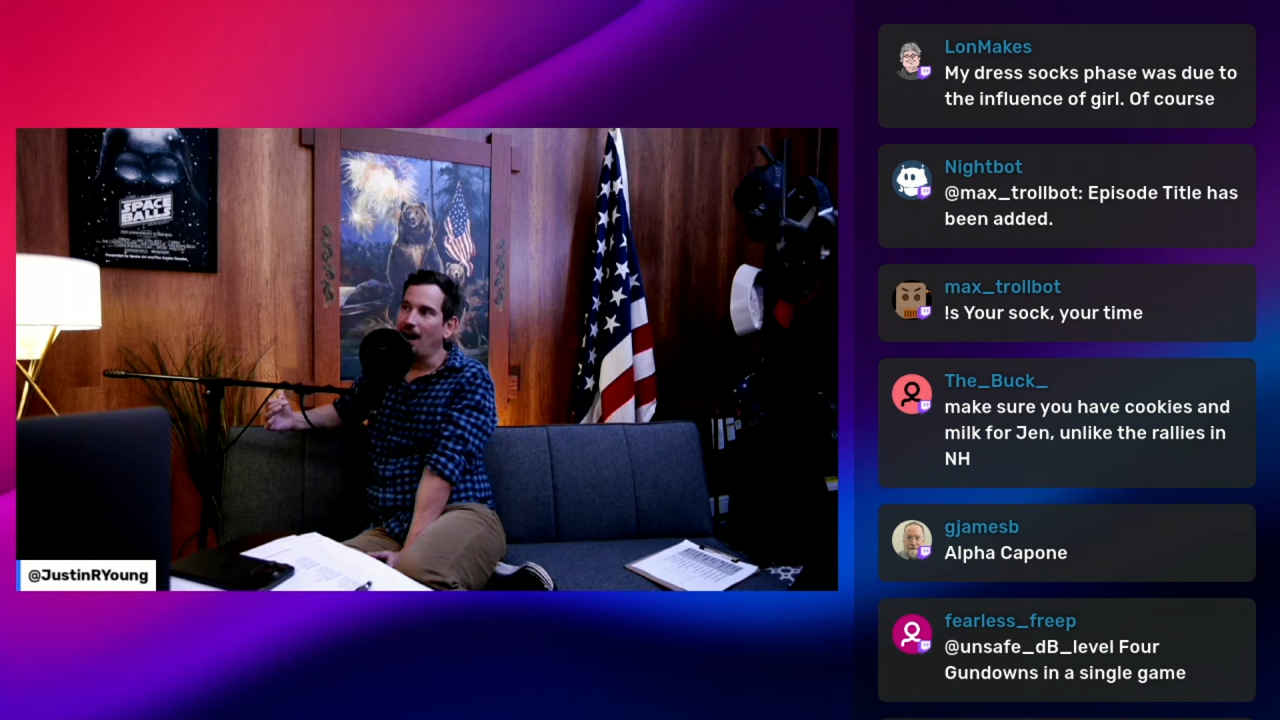 SPACE
BALLS
@JustinRYoung
LonMakes
My dress socks phase was due to
the influence of girl. Of course
Nightbot
@max_trollbot: Episode Title has
been added.
max_trollbot
!s Your sock, your time
The_Buck_
make sure you have cookies and
milk for Jen, unlike the rallies in
NH
gjamesb
Alpha Capone
fearless_freep
@unsafe_dB_level Four
Gundowns in a single game